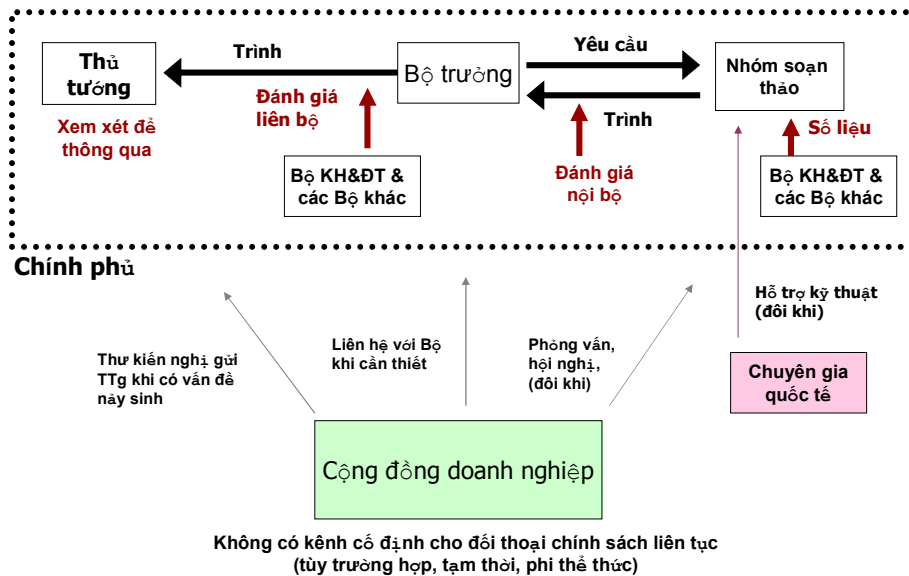 Thủ
tướng
Trình
Bộ trưởng
Yêu cầu
Nhóm soạn
thảo
Xem xét để
thông qua
Đánh giá
liên bộ
Trình
Số liệu
Bộ KH&ĐT &
các Bộ khác
Đánh giá
nội bộ
Bộ KH&ĐT &
các Bộ khác
Chính phủ
Thư kiến nghị gửi
TTg khi có vấn đề
nảy sinh
Liên hệ với Bộ
khi cần thiết
Phỏng vấn,
hội nghị,
(đôi khi)
Hỗ trợ kỹ thuật
(đôi khi)
Chuyên gia
quốc tế
Cộng đồng doanh nghiệp
Không có kênh cố định cho đối thoại chính sách liên tục
(tùy trường hợp, tạm thời, phi thể thức)